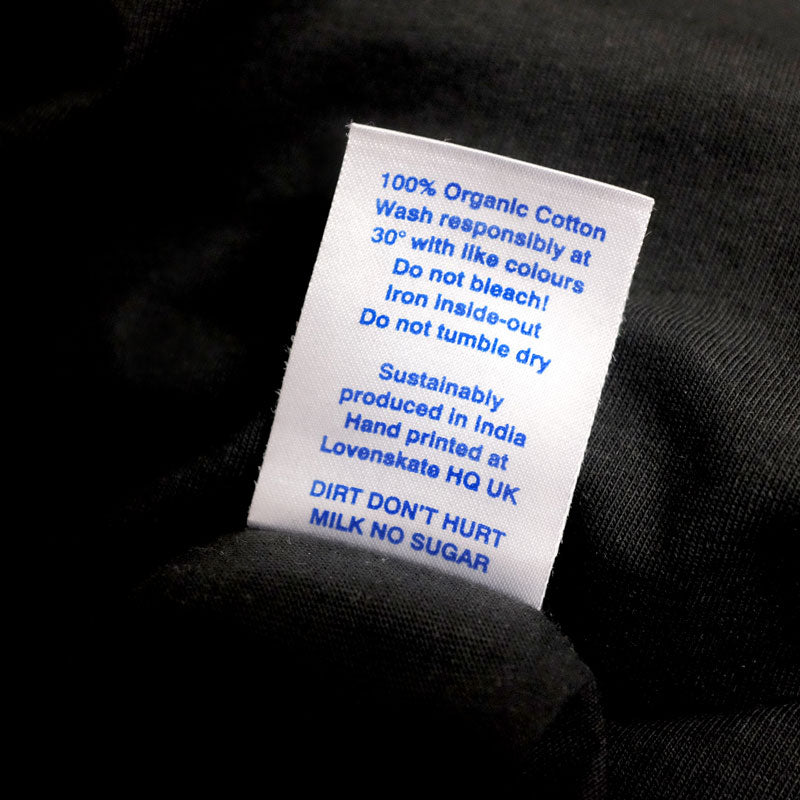 100% Organic Cotton
Wash responsibly at
30° with like colours
Do not bleach!
Iron inside-out
Do not tumble dry
Sustainably
produced in India
Hand printed at
Lovenskate HQ UK
DIRT DON'T HURT
MILK NO SUGAR